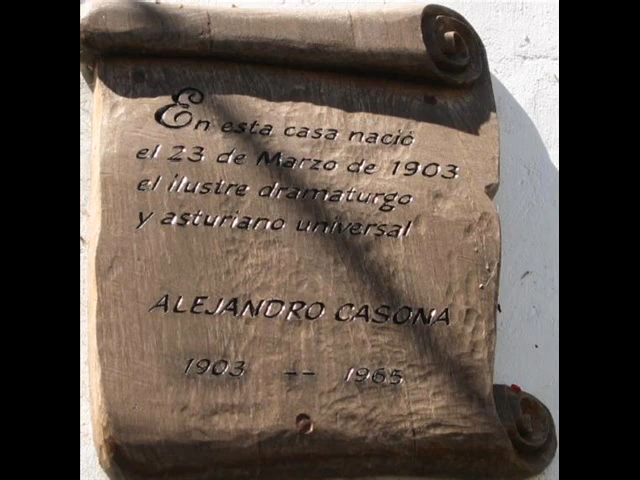 En esta casa nació
el 23 de Marzo de 1903
el ilustre dramaturgo
y asturiano universal
ALEJANDRO CASONA
1903 -- 1965